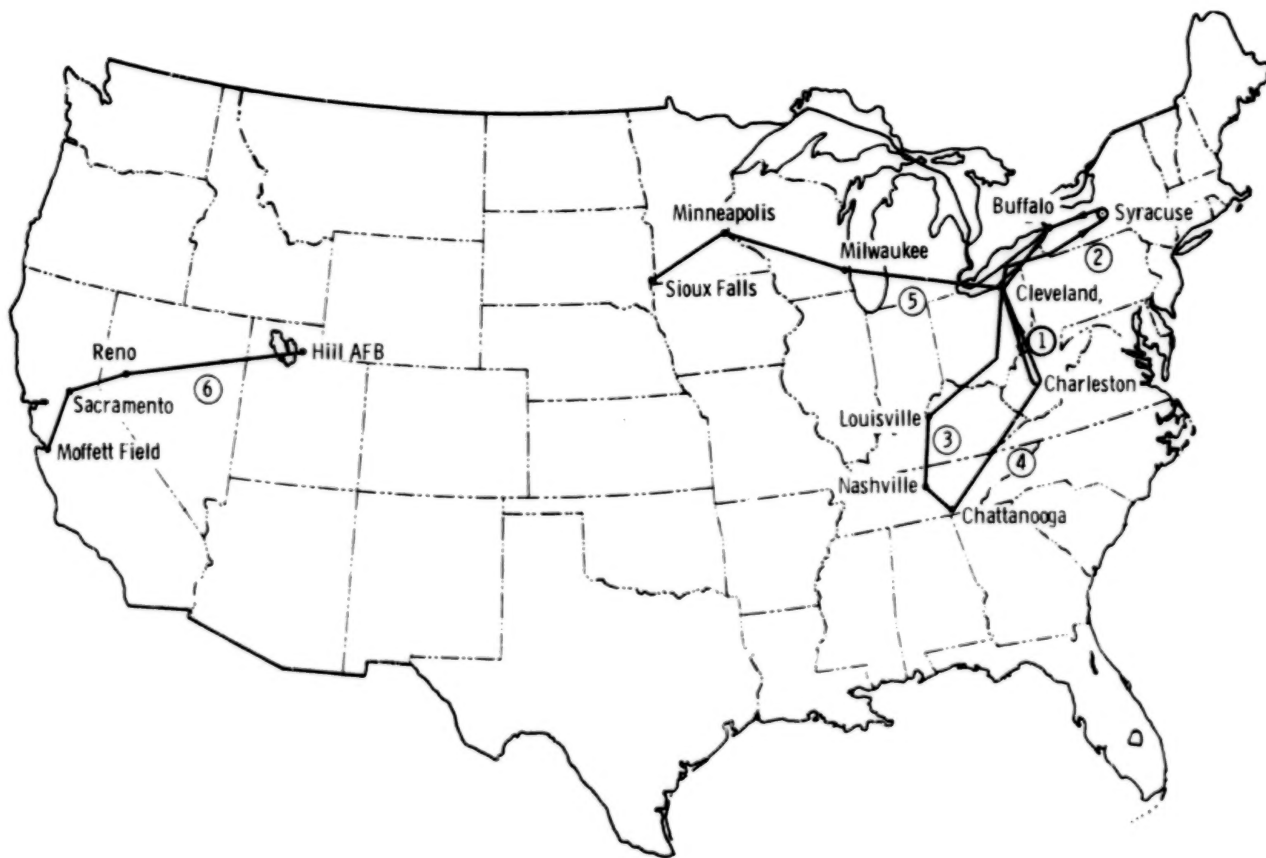 Buffalo
Syracuse
Minneapolis
2
Milwaukee
Sioux Falls
5
Cleveland,
1
Reno
Hill AFB
6
Sacramento
Charleston
Louisville
Moffett Field
3
4
Nashville
Chattanooga